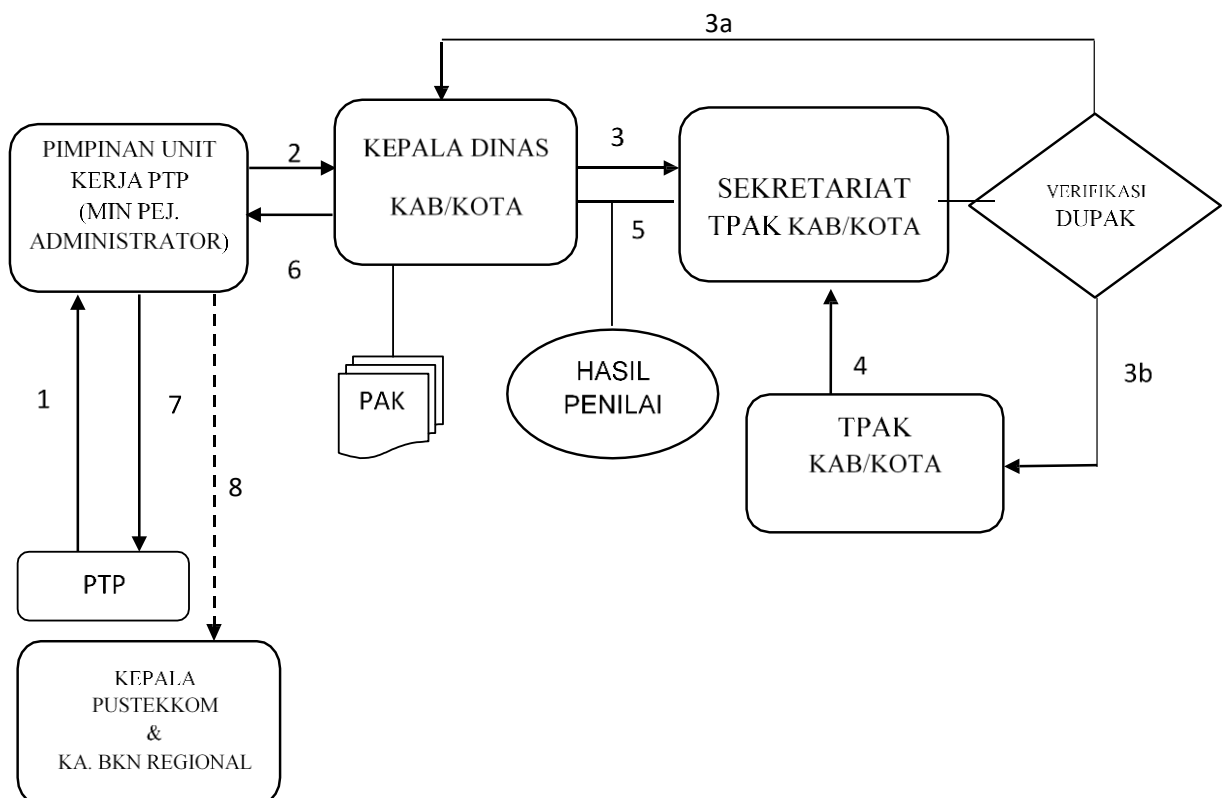 3a
PIMPINAN UNIT
KERJA PTP
(MIN PEJ.
ADMINISTRATOR)
2
6
KEPALA DINAS
KAB/KOTA
3
5
SEKRETARIAT
TPAK KAB/KOTA
VERIFIKASI
DUPAK
1
7
8
PAK
HASIL
PENILAI
4
3b
TPAK
KAB/KOTA
PTP
KEPALA
PUSTEKKOM
&
KA. BKN REGIONAL